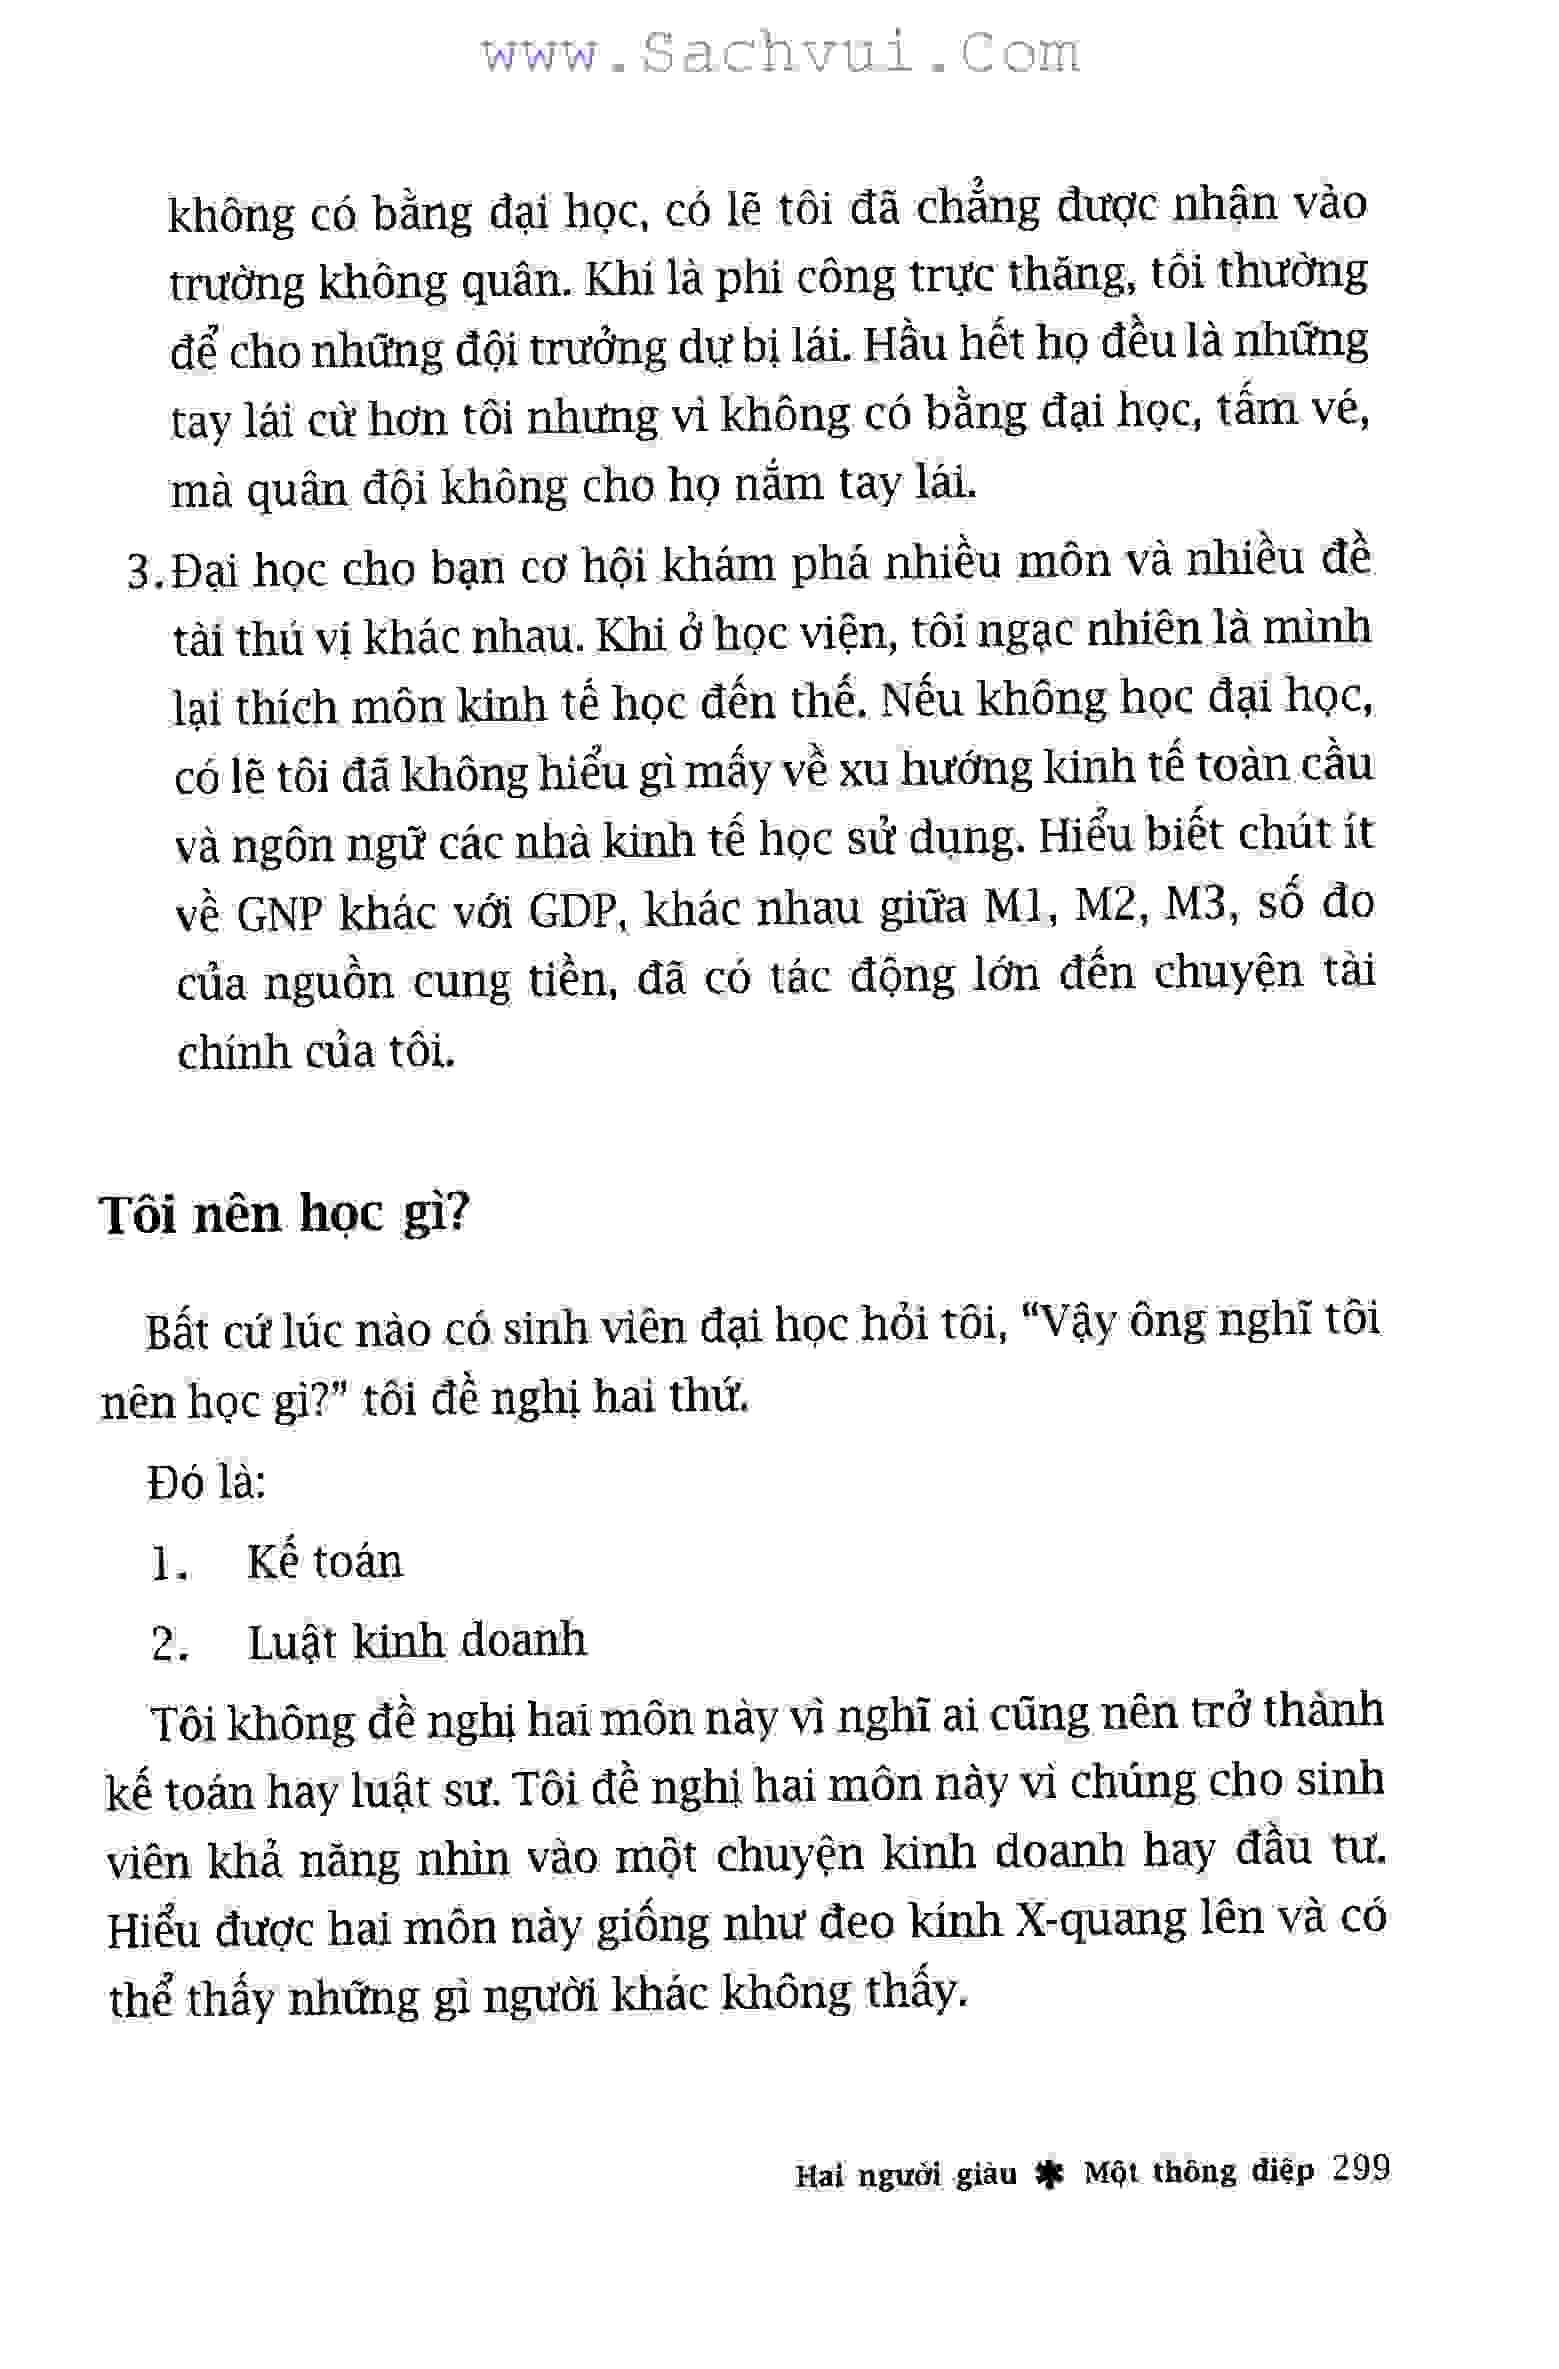 www.Sachvui.Com
không có bằng đại học, có lẽ tôi đã chẳng được nhận vào
trường không quân. Khi là phi công trực thăng, tôi thường
để cho những đội trưởng dự bị lái. Hầu hết họ đều là những
tay lái cừ hơn tôi nhưng vì không có bằng đại học, tấm vé,
mà quân đội không cho họ nắm tay lái.
3. Đại học cho bạn cơ hội khám phá nhiều môn và nhiều đề
tài thú vị khác nhau. Khi ở học viện, tôi ngạc nhiên là mình
lại thích môn kinh tế học đến thế. Nếu không học đại học,
có lẽ tôi đã không hiểu gì mấy về xu hướng kinh tế toàn cầu
và ngôn ngữ các nhà kinh tế học sử dụng. Hiểu biết chút ít
về GNP khác với GDP, khác nhau giữa M1, M2, M3, số đo
của nguồn cung tiền, đã có tác động lớn đến chuyện tài
chính của tôi.
Tôi nên học gì?
Bất cứ lúc nào có sinh viên đại học hỏi tôi, “Vậy ông nghĩ tôi
nên học gì?” tôi đề nghị hai thứ.
Đó là:
1. Kế toán
2. Luật kinh doanh
Tôi không đề nghị hai môn này vì nghĩ ai cũng nên trở thành
kế toán hay luật sư. Tôi đề nghị hai môn này vì chúng cho sinh
viên khả năng nhìn vào một chuyện kinh doanh hay đầu tư.
Hiểu được hai môn này giống như đeo kính X-quang lên và có
thể thấy những gì người khác không thấy.
Hai người giàu ✱ Một thông điệp 299